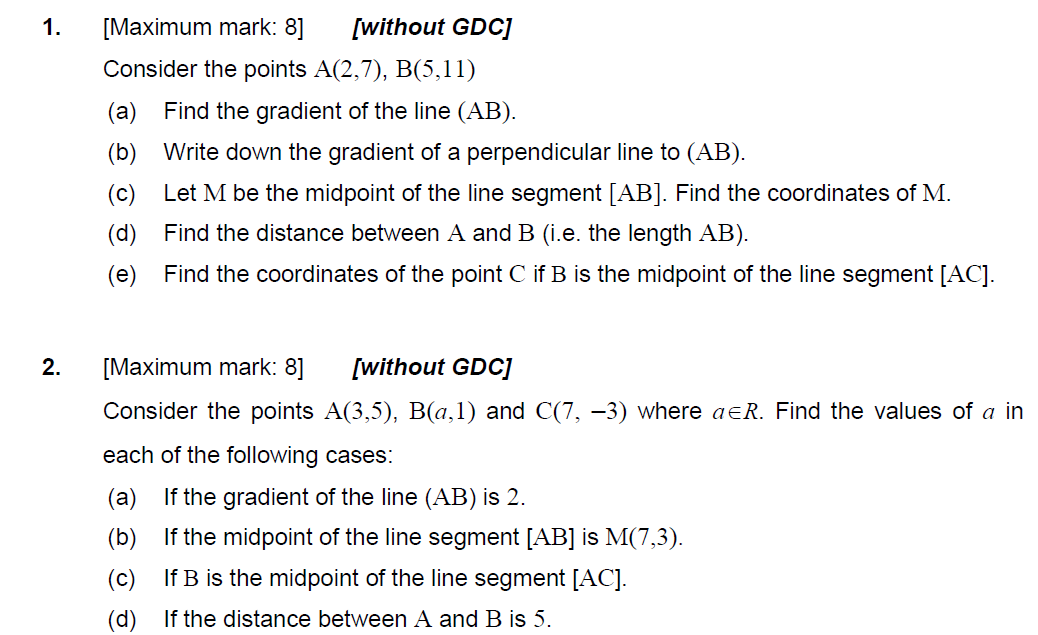 1. [Maximum mark: 8] [without GDC]
Consider the points A(2,7), B(5,11)
(a) Find the gradient of the line (AB).
(b) Write down the gradient of a perpendicular line to (AB).
(c) Let M be the midpoint of the line segment [AB]. Find the coordinates of M.
(d) Find the distance between A and B (i.e. the length AB).
(e) Find the coordinates of the point C if B is the midpoint of the line segment [AC].
2. [Maximum mark: 8] [without GDC]
Consider the points A(3,5), B(a,1) and C(7, −3) where a∈R. Find the values of a in
each of the following cases:
(a) If the gradient of the line (AB) is 2.
(b) If the midpoint of the line segment [AB] is M(7,3).
(c) If B is the midpoint of the line segment [AC].
(d) If the distance between A and B is 5.